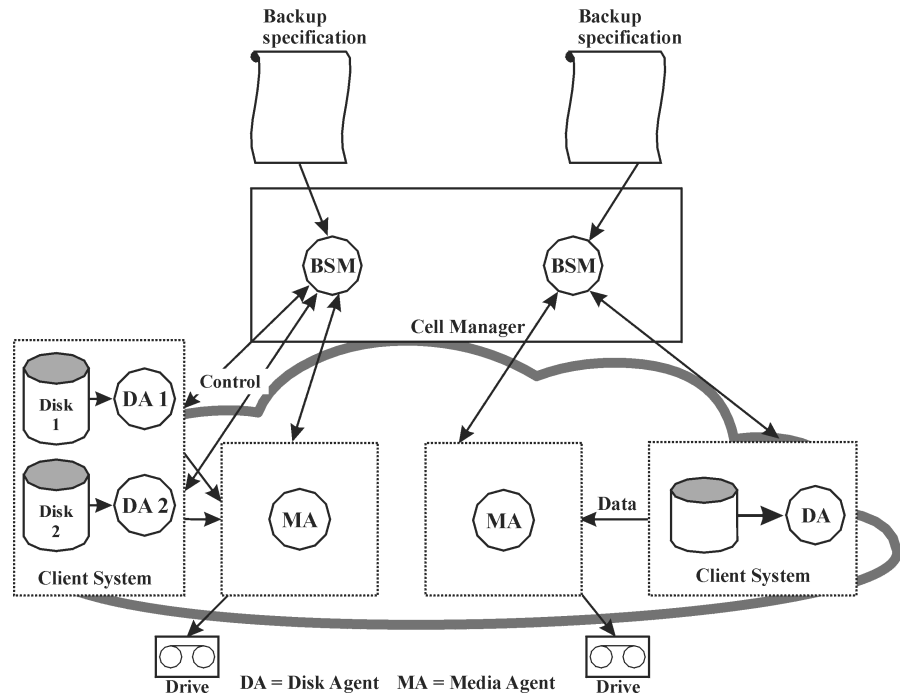 Backup
specification
Backup
specification
BSM
BSM
Cell Manager
Control
Disk
1
DA 1
Disk
2
DA 2
Client System
MA
MA
Data
DA
Client System
Drive
DA = Disk Agent MA = Media Agent
Drive